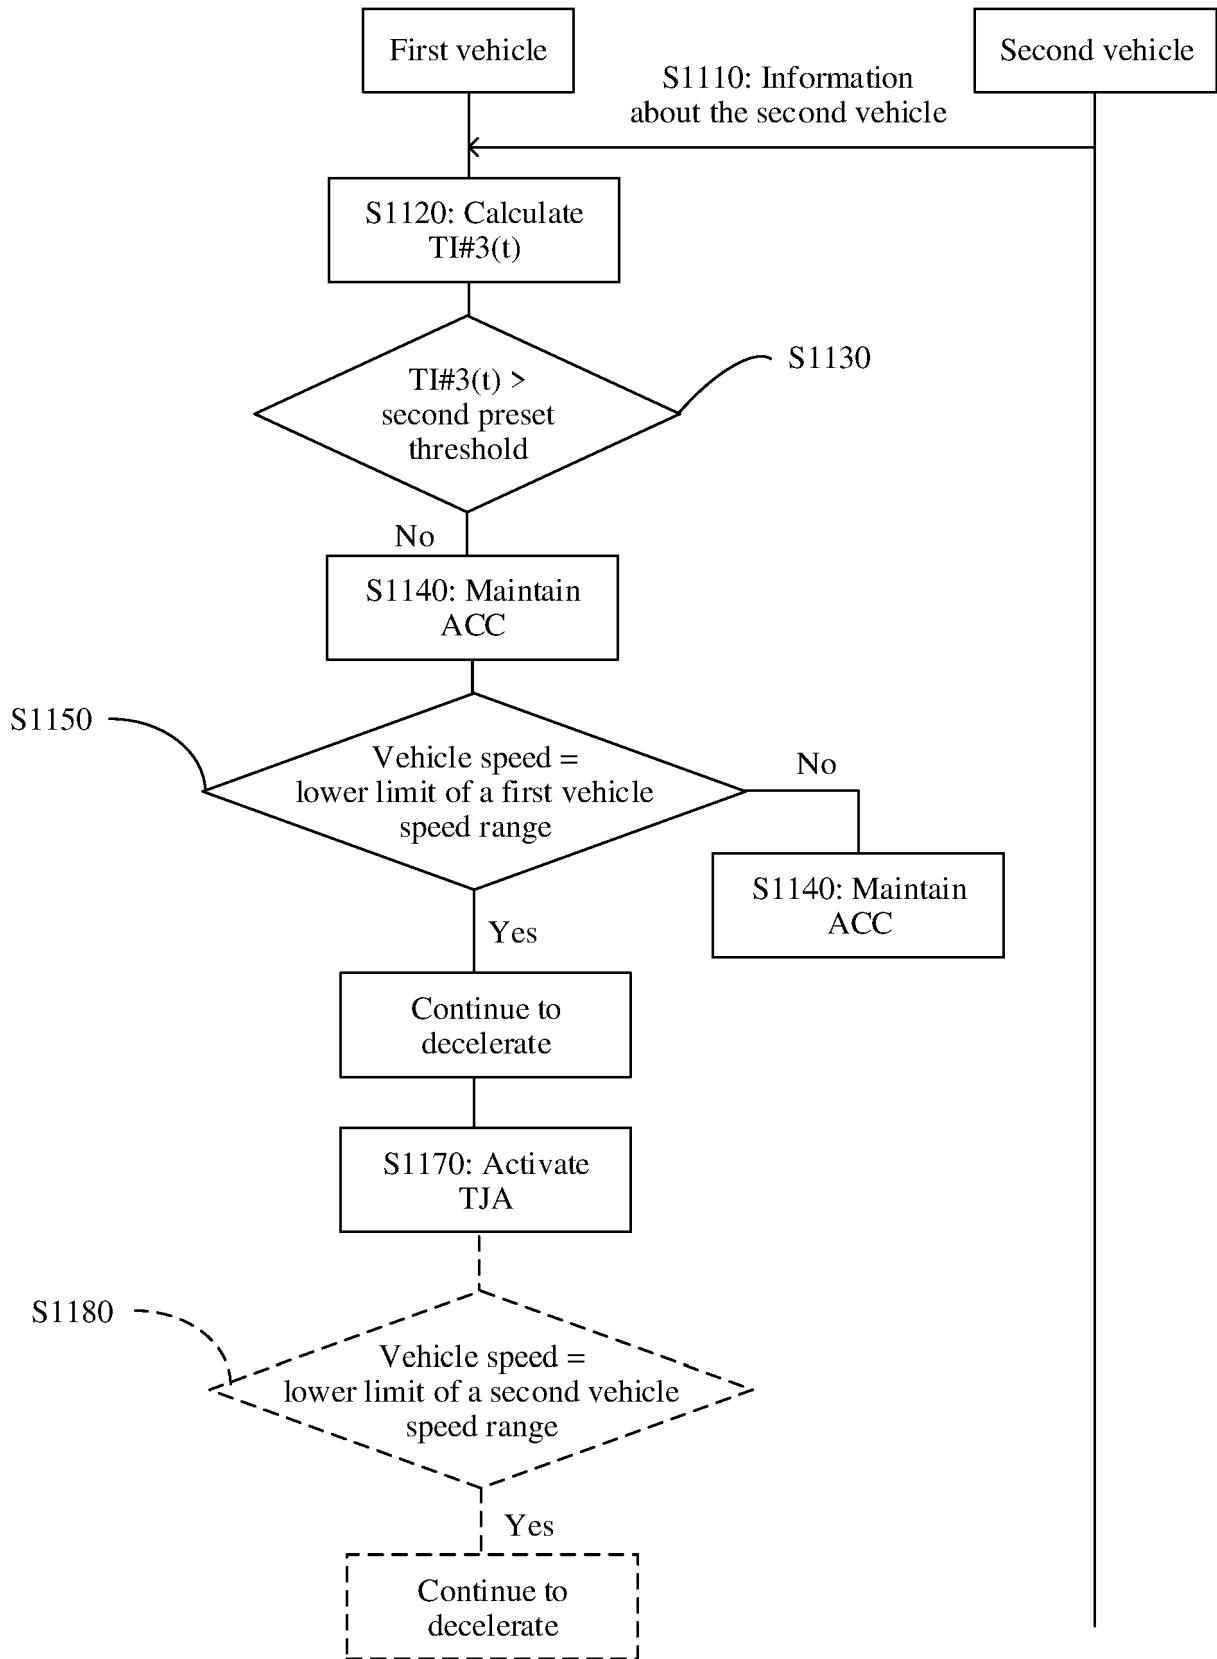 First vehicle
Second vehicle
S1110: Information
about the second vehicle
S1120: Calculate
TI#3(t)
TI#3(t) >
second preset
threshold
S1130
No
S1140: Maintain
ACC
S1150
Vehicle speed =
lower limit of a first vehicle
speed range
No
S1140: Maintain
ACC
Yes
Continue to
decelerate
S1170: Activate
TJA
S1180
Vehicle speed =
lower limit of a second vehicle
speed range
Yes
Continue to
decelerate